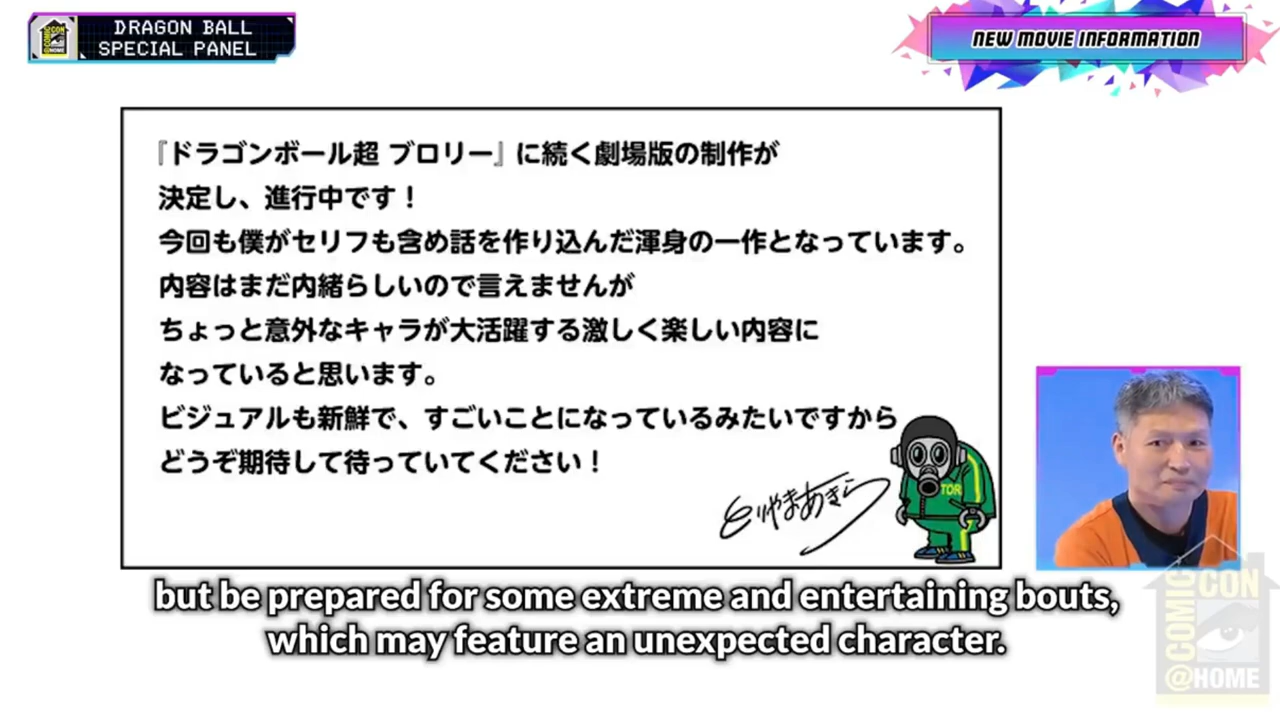 DRAGON BALL
SPECIAL PANEL
COMIC CON
@HOME
NEW MOVIE INFORMATION
『ドラゴンボール超 ブロリー』に続く劇場版の制作が
決定し、進行中です！
今回も僕がセリフも含め話を作り込んだ渾身の一作となっています。
内容はまだ内緒らしいので言えませんが
ちょっと意外なキャラが大活躍する激しく楽しい内容に
なっていると思います。
ビジュアルも新鮮で、すごいことになっているみたいですから
どうぞ期待して待っていてください！
とりやまあきら
TOR
but be prepared for some extreme and entertaining bouts,
which may feature an unexpected character.
COMIC CON
@HOME